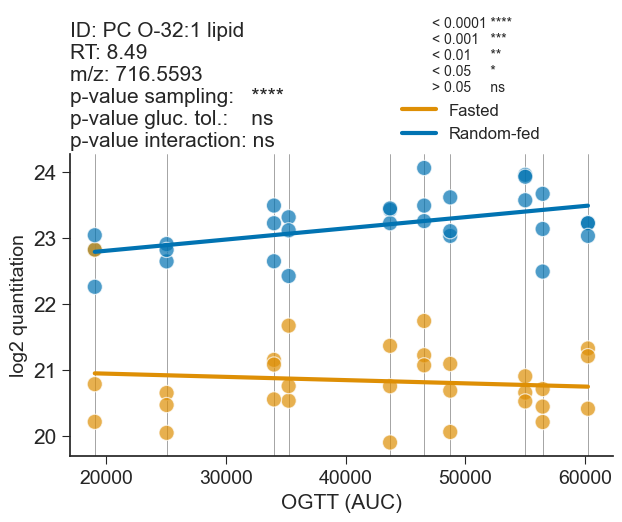 ID: PC O-32:1 lipid
RT: 8.49
m/z: 716.5593
p-value sampling: ****
p-value gluc. tol.: ns
p-value interaction: ns
< 0.0001 ****
< 0.001 ***
< 0.01 **
< 0.05 *
> 0.05 ns
Fasted
Random-fed
log2 quantitation
24
23
22
21
20
20000 30000 40000 50000 60000
OGTT (AUC)